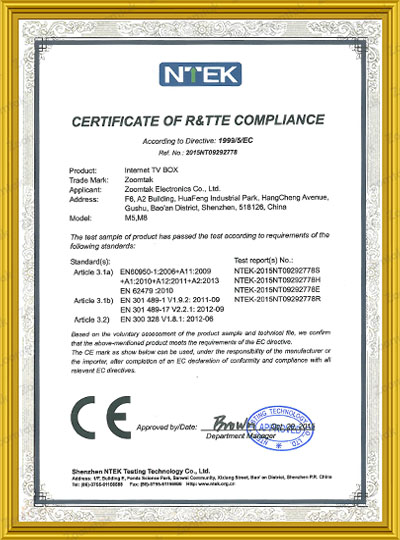 NTEK
CERTIFICATE OF R&TTE COMPLIANCE
According to Directive: 1999/5/EC
Ref. No.: 2015NT09292778
Product: Internet TV BOX
Trade Mark: Zoomtak
Applicant: Zoomtak Electronics Co., Ltd.
Address: F6, A2 Building, HuaFeng Industrial Park, HangCheng Avenue,
Gushu, Bao'an District, Shenzhen, 518126, China
Model: M5,M8
The test sample of product has passed the test according to requirements of the
following standards:
Standard(s): Test report(s) No.:
Article 3.1a) EN60950-1:2006+A11:2009 NTEK-2015NT09292778S
+A1:2010+A12:2011+A2:2013 NTEK-2015NT09292778H
EN 62479 :2010 NTEK-2015NT09292778E
Article 3.1b) EN 301 489-1 V1.9.2: 2011-09 NTEK-2015NT09292778R
EN 301 489-17 V2.2.1: 2012-09
Article 3.2) EN 300 328 V1.8.1: 2012-06
Based on the voluntary assessment of the product sample and technical file, we confirm
that the above-mentioned product meets the requirements of the EC directive.
The CE mark as show below can be used, under the responsibility of the manufacturer or
the importer, after completion of an EC declaration of conformity and compliance with all
relevant EC directives.
CE
Approved by/Date: Brown Oct. 2015
Department Manager
APPROVED
Shenzhen NTEK Testing Technology Co., Ltd.
Address: 1/F, Building E, Fenda Science Park, Sanwei Community, Xixiang Street, Bao' an District, Shenzhen P.R. China
Tel: (86)-0755-61156588 Fax: (86)-0755-61156599 Http://www.ntek.org.cn